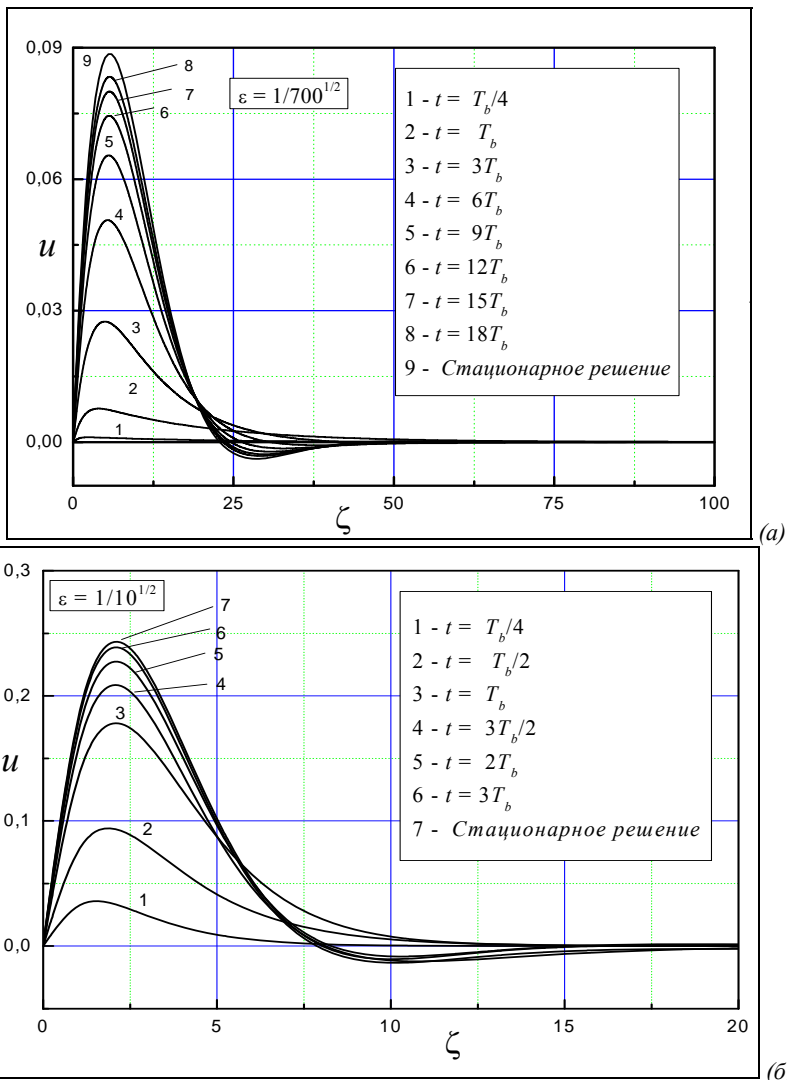 0,09
9
8
7
6
5
4
3
2
1
ε = 1/700^{1/2}
1 - t = T_b/4
2 - t = T_b
3 - t = 3T_b
4 - t = 6T_b
5 - t = 9T_b
6 - t = 12T_b
7 - t = 15T_b
8 - t = 18T_b
9 - Стационарное решение
0,06
u
0,03
0,00
0 25 50 75 100
ζ
(а)
0,3
ε = 1/10^{1/2}
7
6
5
4
3
2
1
1 - t = T_b/4
2 - t = T_b/2
3 - t = T_b
4 - t = 3T_b/2
5 - t = 2T_b
6 - t = 3T_b
7 - Стационарное решение
0,2
u
0,1
0,0
0 5 10 15 20
ζ
(б